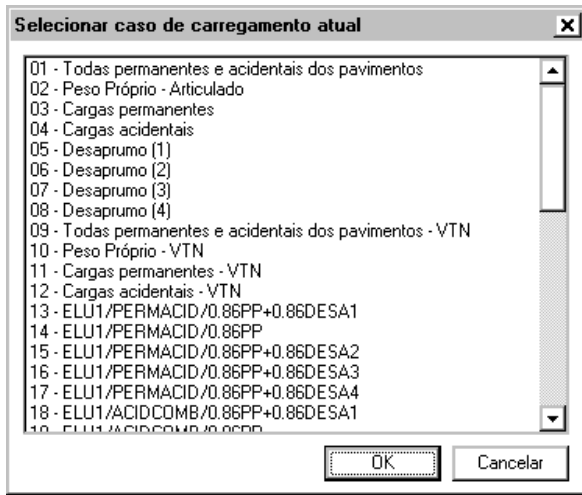 Selecionar caso de carregamento atual
01 - Todas permanentes e acidentais dos pavimentos
02 - Peso Próprio - Articulado
03 - Cargas permanentes
04 - Cargas acidentais
05 - Desaprumo (1)
06 - Desaprumo (2)
07 - Desaprumo (3)
08 - Desaprumo (4)
09 - Todas permanentes e acidentais dos pavimentos - VTN
10 - Peso Próprio - VTN
11 - Cargas permanentes - VTN
12 - Cargas acidentais - VTN
13 - ELU1/PERMACID/0.86PP+0.86DESA1
14 - ELU1/PERMACID/0.86PP
15 - ELU1/PERMACID/0.86PP+0.86DESA2
16 - ELU1/PERMACID/0.86PP+0.86DESA3
17 - ELU1/PERMACID/0.86PP+0.86DESA4
18 - ELU1/ACIDCOMB/0.86PP+0.86DESA1
OK Cancelar